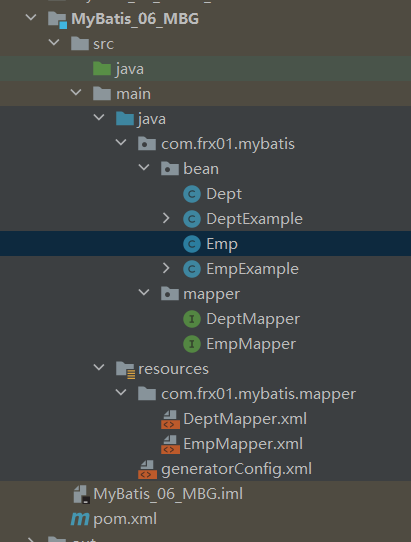 MyBatis_06_MBG
src
java
main
java
com.frx01.mybatis
bean
Dept
DeptExample
Emp
EmpExample
mapper
DeptMapper
EmpMapper
resources
com.frx01.mybatis.mapper
DeptMapper.xml
EmpMapper.xml
generatorConfig.xml
MyBatis_06_MBG.iml
pom.xml